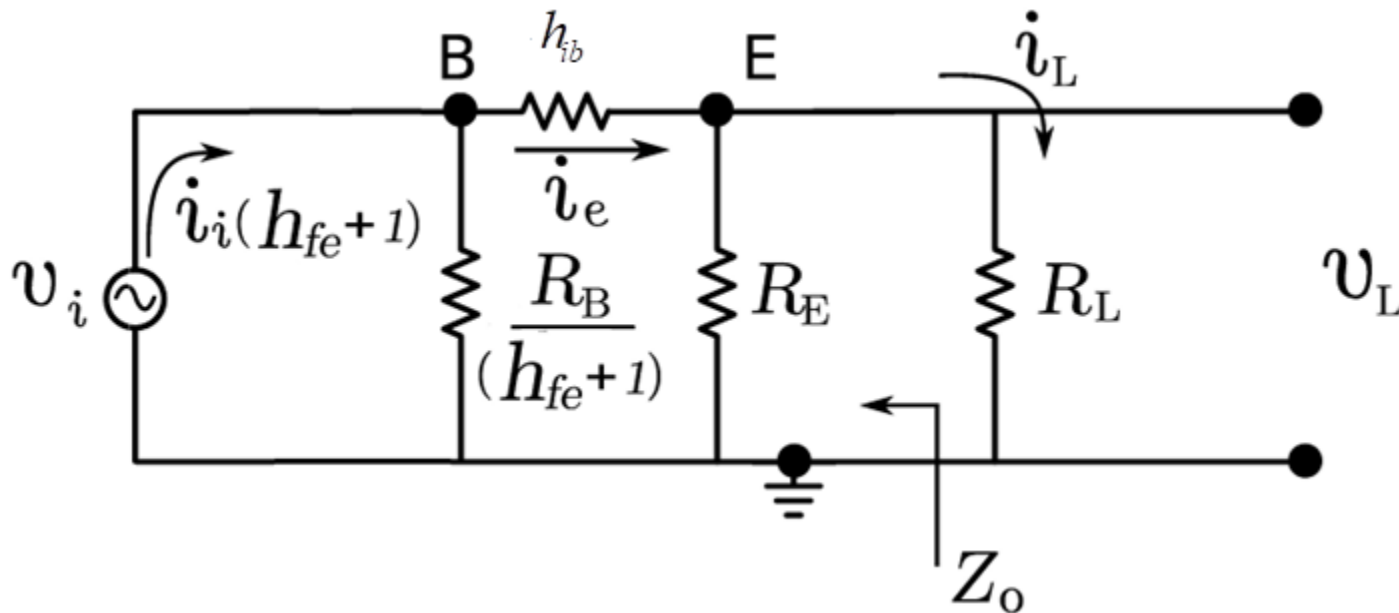 B
h_ib
E
i_L
i_i(h_fe+1)
i_e
v_i
R_B
(h_fe+1)
R_E
R_L
v_L
Z_o